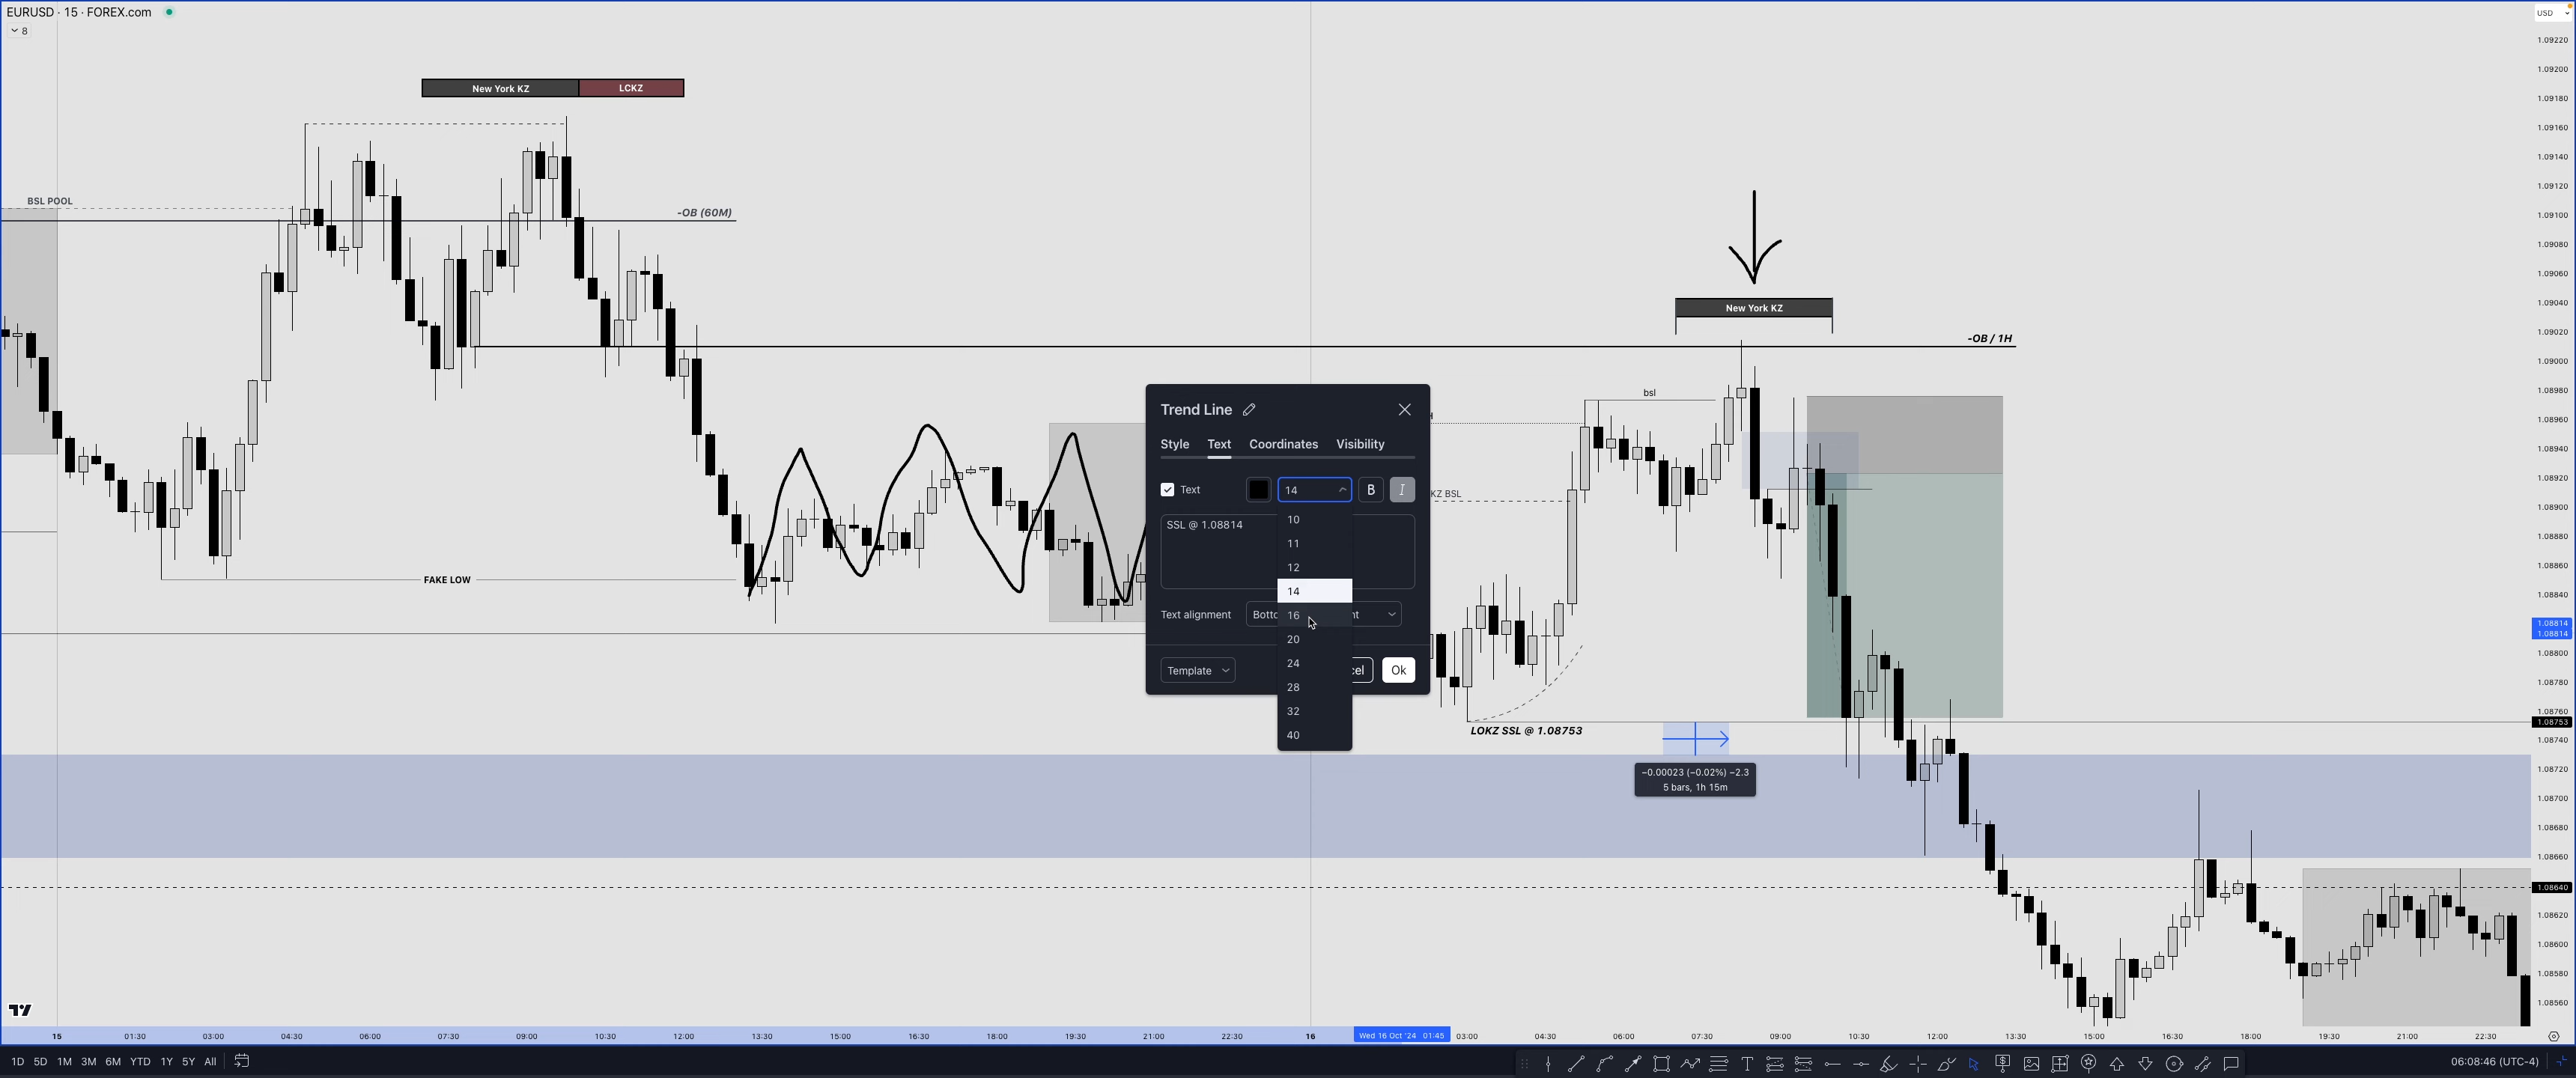 EURUSD · 15 · FOREX.com
8
USD
New York KZ
LCKZ
BSL POOL
-OB (60M)
FAKE LOW
New York KZ
-OB / 1H
bsl
KZ BSL
LOKZ SSL @ 1.08753
−0.00023 (−0.02%) −2.3
5 bars, 1h 15m
Trend Line
Style Text Coordinates Visibility
Text
14
B I
SSL @ 1.08814
10
11
12
14
16
20
24
28
32
40
Text alignment
Template
Ok
1.09220
1.09200
1.09180
1.09160
1.09140
1.09120
1.09100
1.09080
1.09060
1.09040
1.09020
1.09000
1.08980
1.08960
1.08940
1.08920
1.08900
1.08880
1.08860
1.08840
1.08814
1.08814
1.08800
1.08780
1.08760
1.08753
1.08740
1.08720
1.08700
1.08680
1.08660
1.08640
1.08620
1.08600
1.08580
1.08560
15 01:30 03:00 04:30 06:00 07:30 09:00 10:30 12:00 13:30 15:00 16:30 18:00 19:30 21:00 22:30 16 Wed 16 Oct '24 01:45 03:00 04:30 06:00 07:30 09:00 10:30 12:00 13:30 15:00 16:30 18:00 19:30 21:00 22:30
1D 5D 1M 3M 6M YTD 1Y 5Y All
06:08:46 (UTC-4)